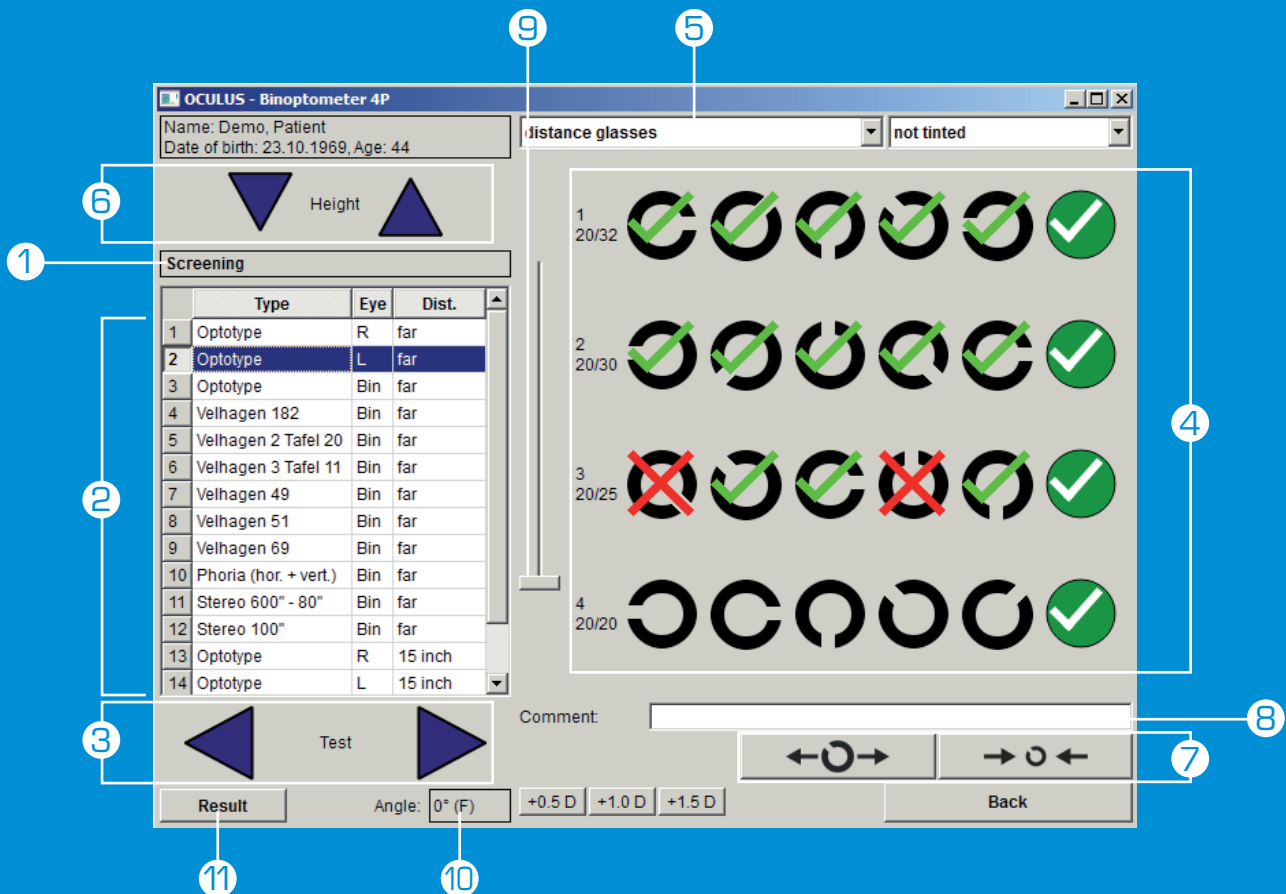 9
5
OCULUS - Binoptometer 4P
Name: Demo, Patient
Date of birth: 23.10.1969, Age: 44
distance glasses
not tinted
6
Height
1
Screening
Type Eye Dist.
1 Optotype R far
2 Optotype L far
3 Optotype Bin far
4 Velhagen 182 Bin far
5 Velhagen 2 Tafel 20 Bin far
6 Velhagen 3 Tafel 11 Bin far
7 Velhagen 49 Bin far
8 Velhagen 51 Bin far
9 Velhagen 69 Bin far
10 Phoria (hor. + vert.) Bin far
11 Stereo 600" - 80" Bin far
12 Stereo 100" Bin far
13 Optotype R 15 inch
14 Optotype L 15 inch
2
1
20/32
2
20/30
3
20/25
4
20/20
4
3
Test
Comment:
8
7
Result
Angle: 0° (F)
+0.5 D +1.0 D +1.5 D
Back
11
10